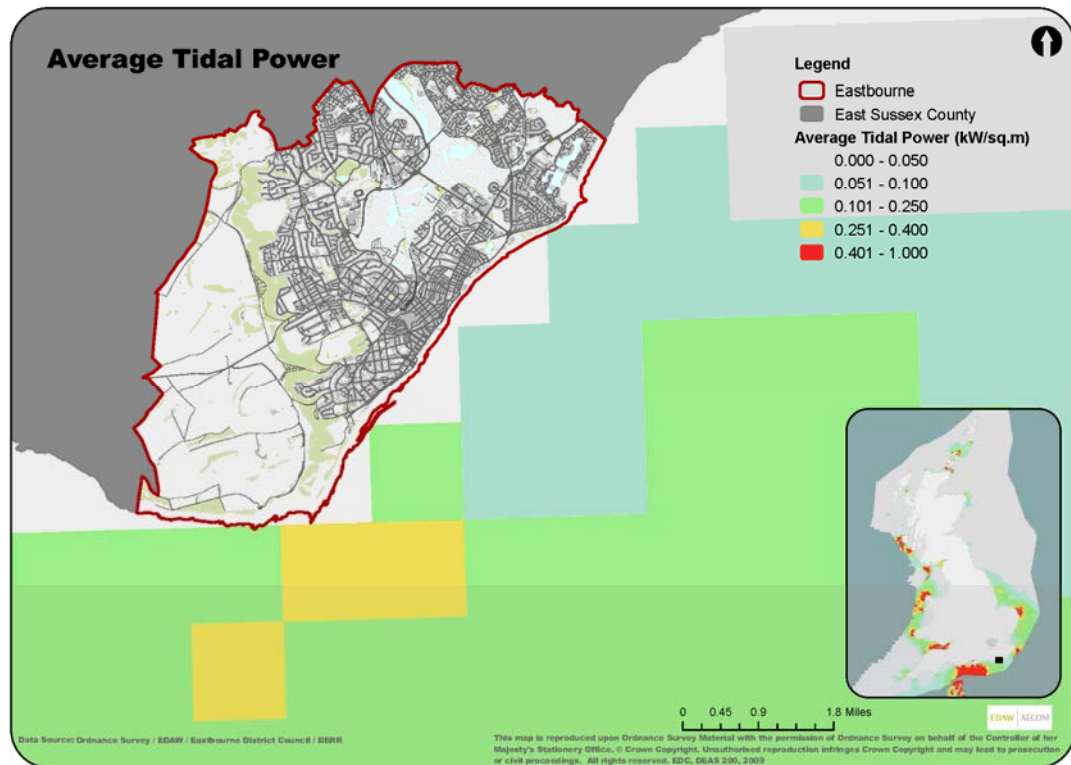 Average Tidal Power
Legend
Eastbourne
East Sussex County
Average Tidal Power (kW/sq.m)
0.000 - 0.050
0.051 - 0.100
0.101 - 0.250
0.251 - 0.400
0.401 - 1.000
0 0.45 0.9 1.8 Miles
EDAW AECOM
Data Source: Ordnance Survey / EDAW / Eastbourne District Council / BERR
This map is reproduced upon Ordnance Survey Material with the permission of Ordnance Survey on behalf of the Controller of her
Majesty's Stationery Office. © Crown Copyright. Unauthorised reproduction infringes Crown Copyright and may lead to prosecution
or civil proceedings. All rights reserved. EDC, DEAS 200, 2009